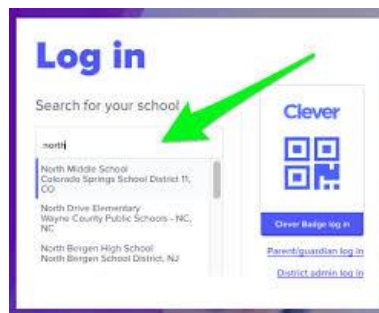 Log in
Search for your school
north
North Middle School
Colorado Springs School District 11,
CO
North Drive Elementary
Wayne County Public Schools - NC,
NC
North Bergen High School
North Bergen School District, NJ
Clever
Clever Badge log in
Parent/guardian log in
District admin log in